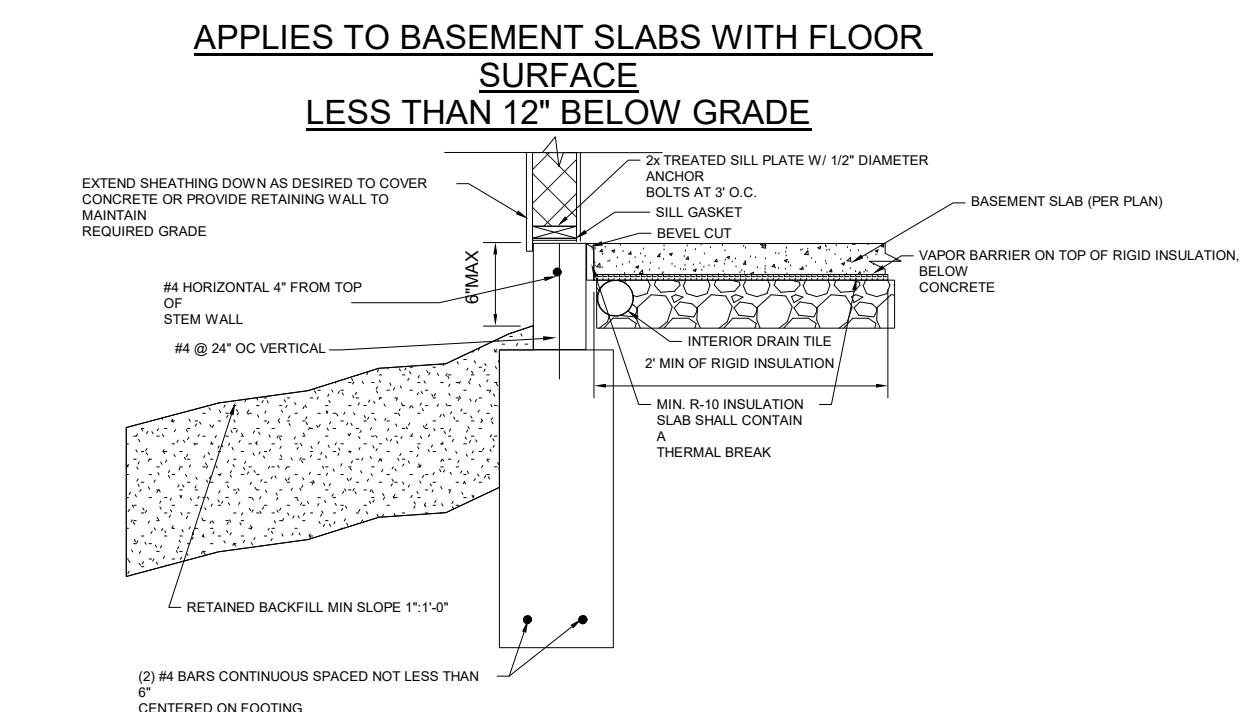 APPLIES TO BASEMENT SLABS WITH FLOOR
SURFACE
LESS THAN 12" BELOW GRADE
EXTEND SHEATHING DOWN AS DESIRED TO COVER
CONCRETE OR PROVIDE RETAINING WALL TO
MAINTAIN
REQUIRED GRADE
2x TREATED SILL PLATE W/ 1/2" DIAMETER
ANCHOR
BOLTS AT 3' O.C.
SILL GASKET
BEVEL CUT
BASEMENT SLAB (PER PLAN)
VAPOR BARRIER ON TOP OF RIGID INSULATION,
BELOW
CONCRETE
6"MAX
#4 HORIZONTAL 4" FROM TOP
OF
STEM WALL
#4 @ 24" OC VERTICAL
INTERIOR DRAIN TILE
2' MIN OF RIGID INSULATION
MIN. R-10 INSULATION
SLAB SHALL CONTAIN
A
THERMAL BREAK
RETAINED BACKFILL MIN SLOPE 1":1'-0"
(2) #4 BARS CONTINUOUS SPACED NOT LESS THAN
6"
CENTERED ON FOOTING